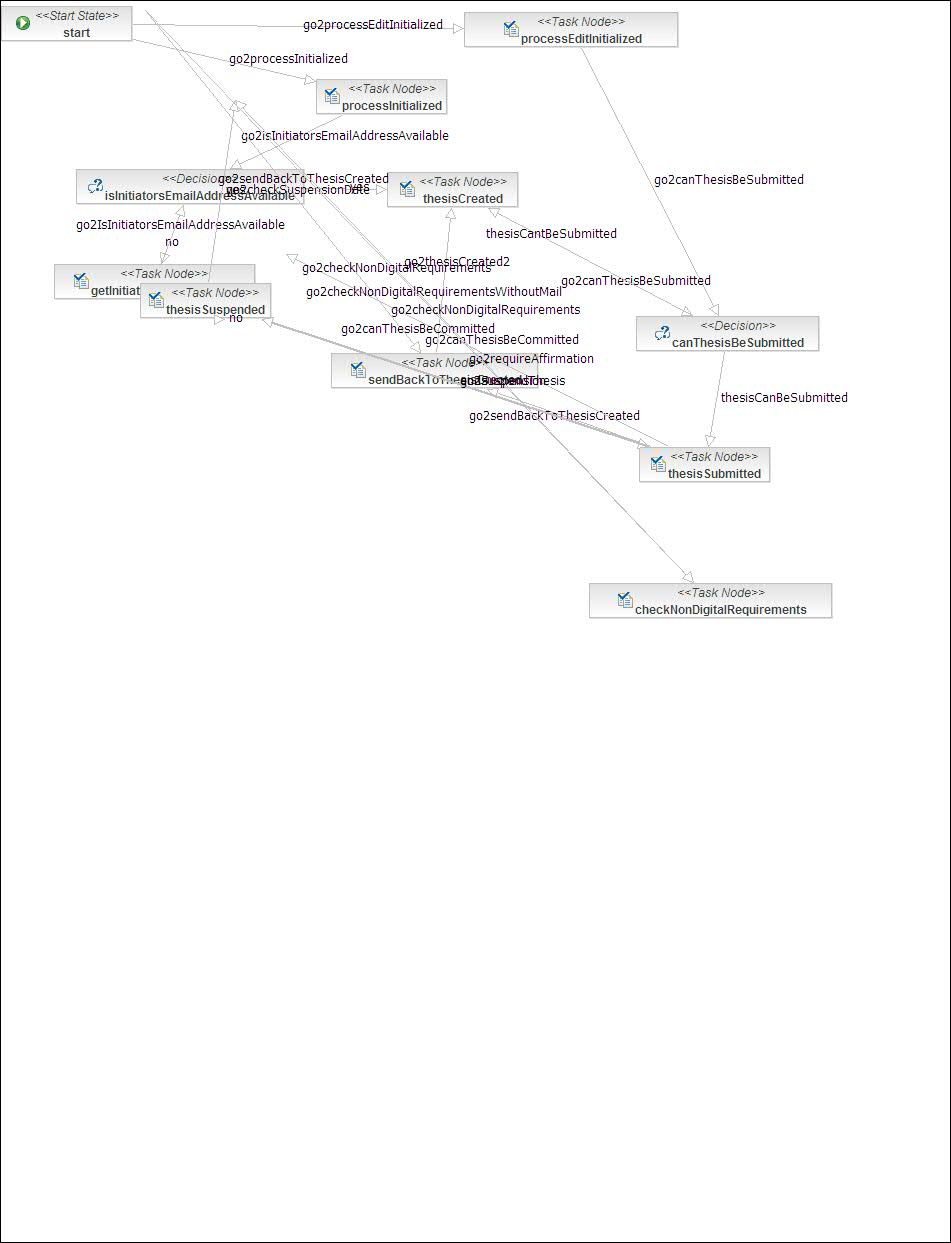 <<Start State>>
start
go2processEditInitialized
<<Task Node>>
processEditInitialized
go2processInitialized
<<Task Node>>
processInitialized
go2isInitiatorsEmailAddressAvailable
<<Decision
isInitiatorsEmailAddressAvailable
go2sendBackToThesisCreated
go2checkSuspensionDate
yes
<<Task Node>>
thesisCreated
go2canThesisBeSubmitted
go2IsInitiatorsEmailAddressAvailable
no
thesisCantBeSubmitted
go2thesisCreated2
go2checkNonDigitalRequirements
<<Task Node>>
getInitiat
<<Task Node>>
thesisSuspended
no
go2canThesisBeSubmitted
go2checkNonDigitalRequirementsWithoutMail
go2checkNonDigitalRequirements
go2canThesisBeCommitted
go2canThesisBeCommitted
<<Decision>>
canThesisBeSubmitted
<<Task Node>>
go2requireAffirmation
sendBackToThesisCreated
thesisCanBeSubmitted
go2sendBackToThesisCreated
<<Task Node>>
thesisSubmitted
<<Task Node>>
checkNonDigitalRequirements